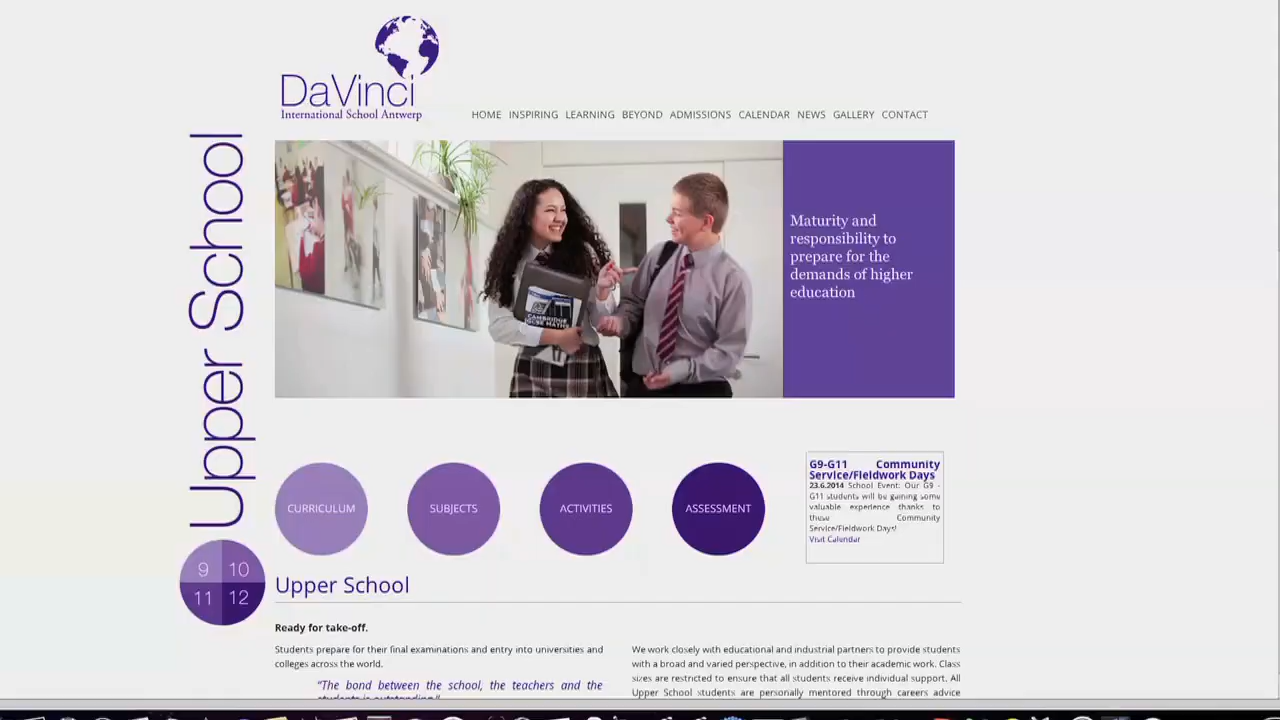 DaVinci
International School Antwerp
HOME INSPIRING LEARNING BEYOND ADMISSIONS CALENDAR NEWS GALLERY CONTACT
Upper School
Maturity and
responsibility to
prepare for the
demands of higher
education
CAMBRIDGE
IGCSE MATHS
CURRICULUM
SUBJECTS
ACTIVITIES
ASSESSMENT
G9-G11 Community
Service/Fieldwork Days
23.6.2014 School Event: Our G9 -
G11 students will be gaining some
valuable experience thanks to
these Community
Service/Fieldwork Days!
Visit Calendar
9 10
11 12
Upper School
Ready for take-off.
Students prepare for their final examinations and entry into universities and
colleges across the world.
“The bond between the school, the teachers and the
students is outstanding”
We work closely with educational and industrial partners to provide students
with a broad and varied perspective, in addition to their academic work. Class
sizes are restricted to ensure that all students receive individual support. All
Upper School students are personally mentored through careers advice